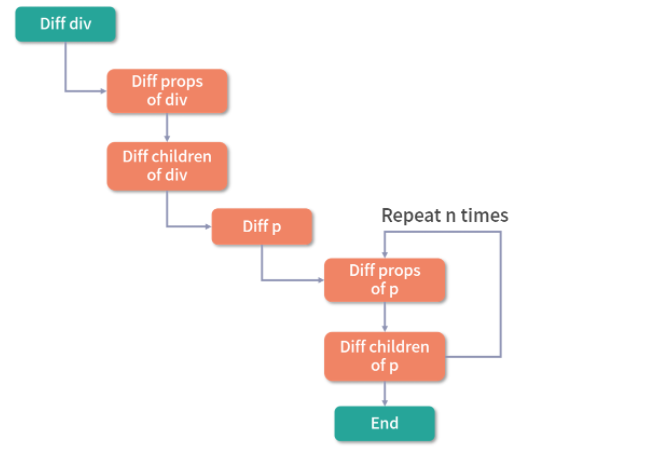 Diff div
Diff props
of div
Diff children
of div
Diff p
Repeat n times
Diff props
of p
Diff children
of p
End